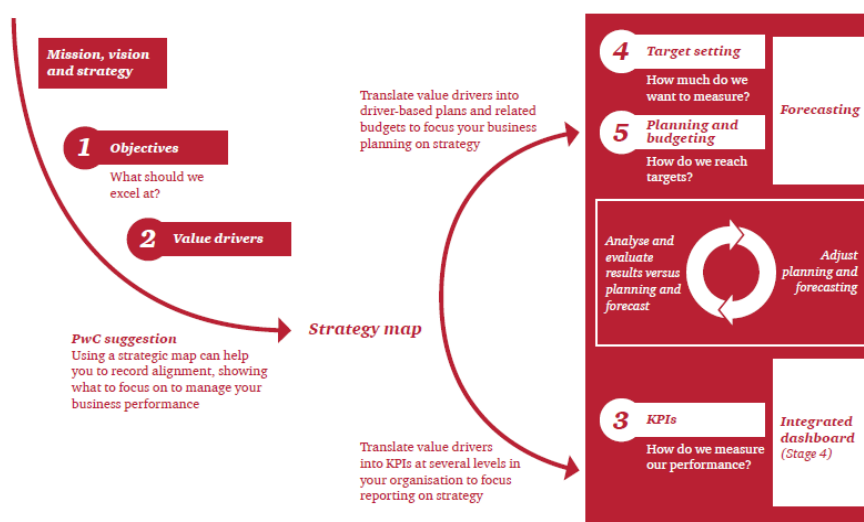 Mission, vision
and strategy
1 Objectives
What should we
excel at?
2 Value drivers
PwC suggestion
Using a strategic map can help
you to record alignment, showing
what to focus on to manage your
business performance
Strategy map
Translate value drivers into
driver-based plans and related
budgets to focus your business
planning on strategy
Translate value drivers
into KPIs at several levels in
your organisation to focus
reporting on strategy
4 Target setting
How much do we
want to measure?
5 Planning and
budgeting
How do we reach
targets?
Forecasting
Analyse and
evaluate
results versus
planning and
forecast
Adjust
planning and
forecasting
3 KPIs
How do we measure
our performance?
Integrated
dashboard
(Stage 4)